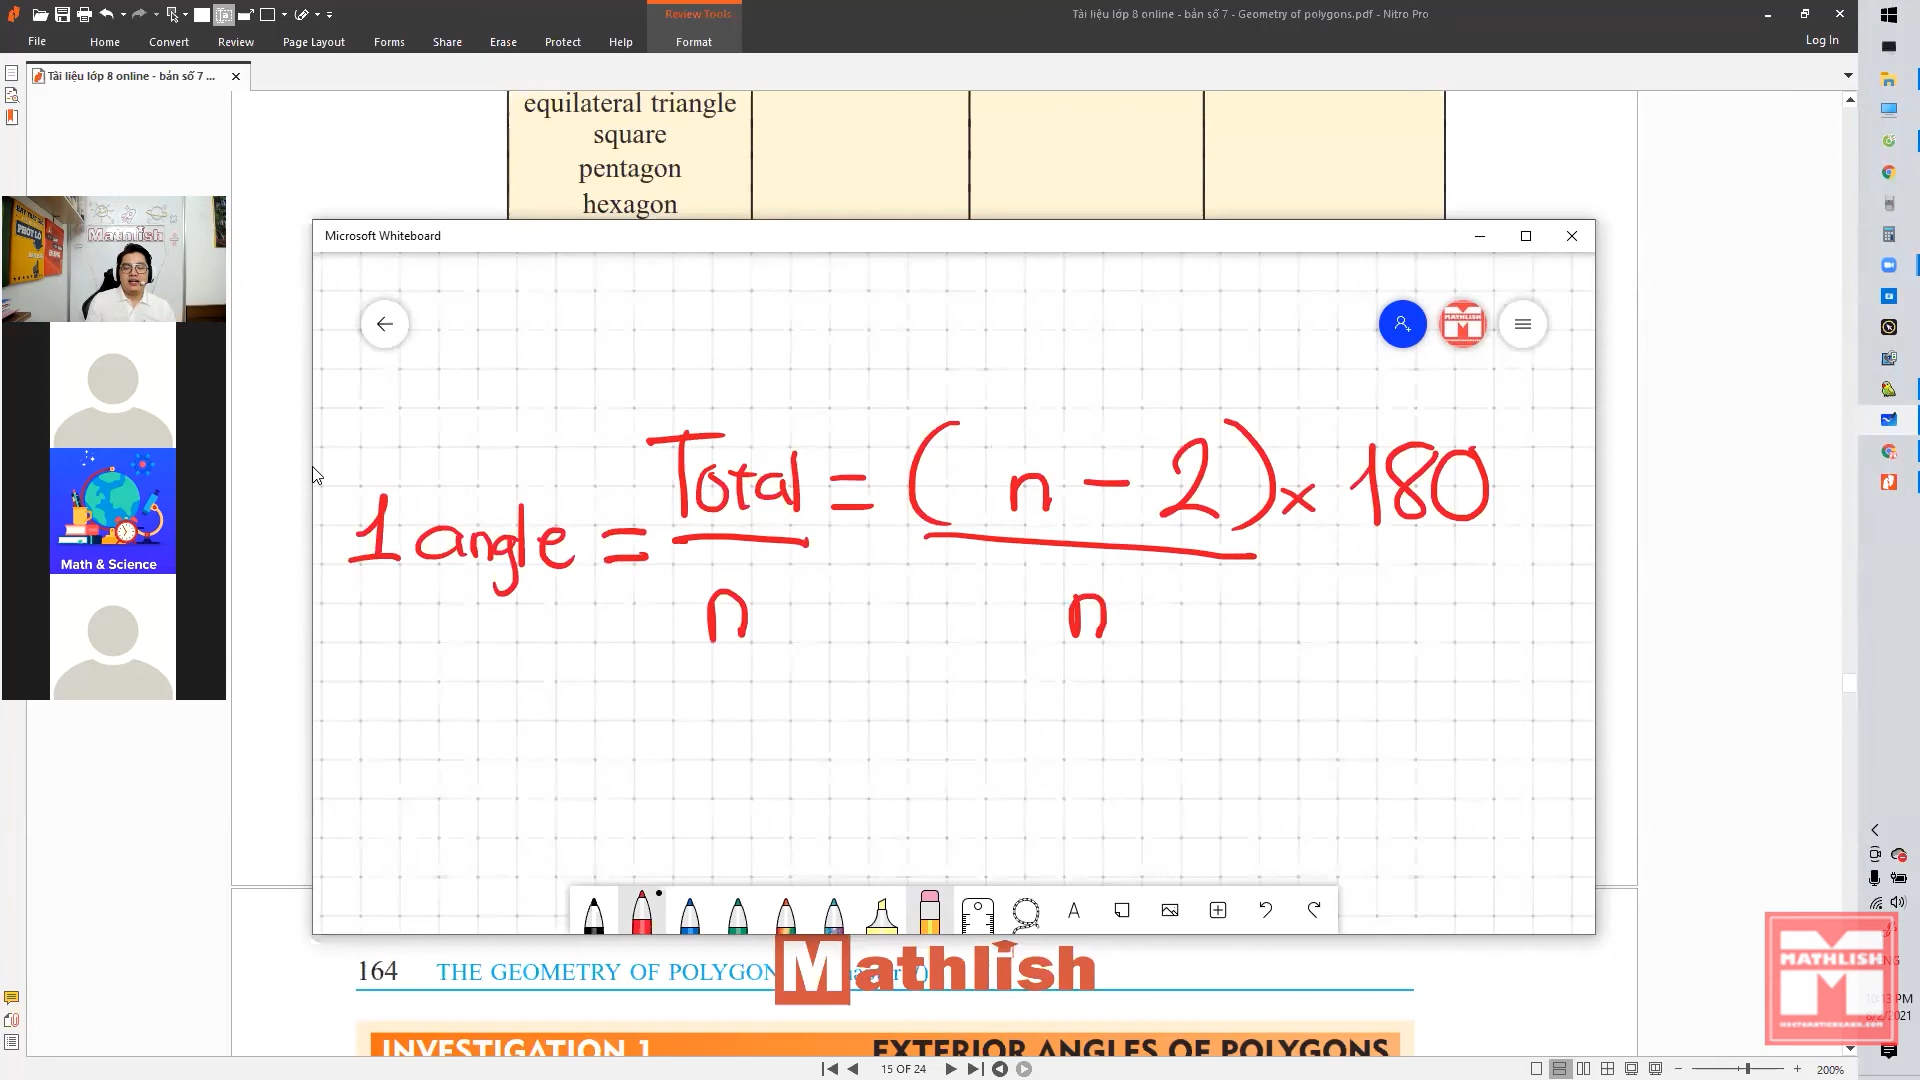 Review Tools
Tài liệu lớp 8 online - bản số 7 - Geometry of polygons.pdf - Nitro Pro
File Home Convert Review Page Layout Forms Share Erase Protect Help Format Log In
Tài liệu lớp 8 online - bản số 7 ...
equilateral triangle
square
pentagon
hexagon
Microsoft Whiteboard
Mathlish
MATHLISH
Total = ( n - 2) x 180
1 angle =
n n
Math & Science
164 THE GEOMETRY OF POLYGON
Mathlish
MATHLISH
INVESTIGATION 1 EXTERIOR ANGLES OF POLYGONS
15 OF 24
200%